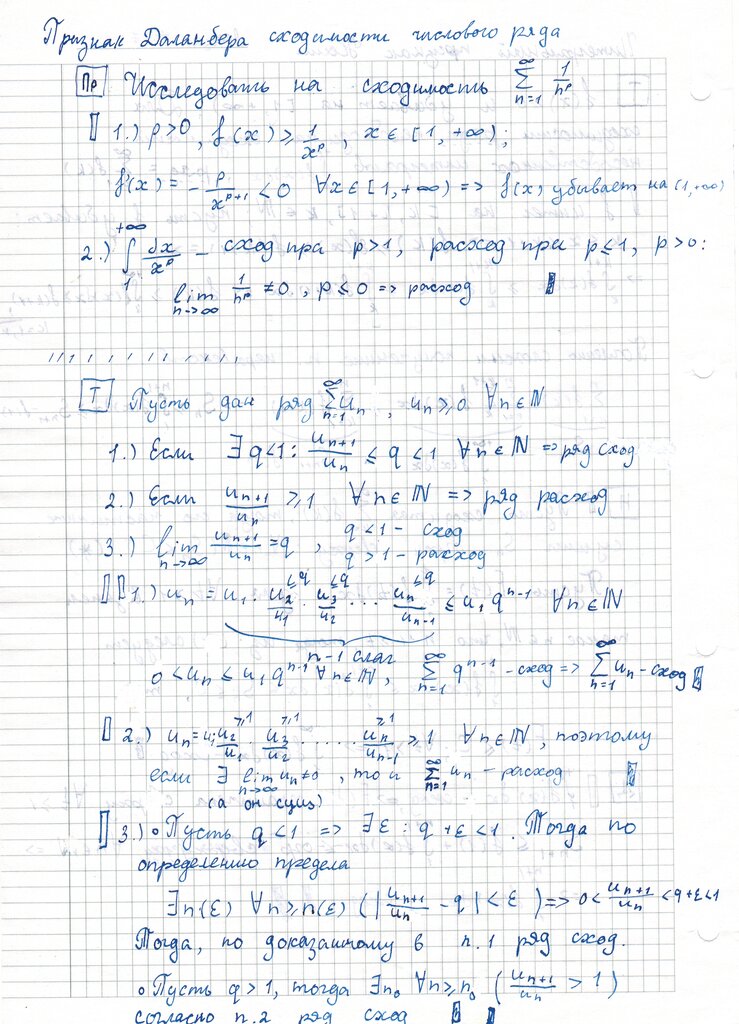 Признак Даланбера сходимости числового ряда
Пр Исследовать на сходимость ∑_{n=1}^{∞} 1/n^p
[] 1.) p>0, f(x) ⩾ 1/x^p, x∈[1,+∞);
f'(x) = - p/x^{p+1} < 0 ∀x∈[1,+∞) => f(x) убывает на (1,+∞)
2.) ∫_1^{+∞} dx/x^p – сход при p>1, расход при p≤1, p>0:
lim_{n→∞} 1/n^p ≠0, p≤0 => расход []
Т Пусть дан ряд ∑_{n=1}^{∞} u_n, u_n ⩾ 0 ∀n∈ℕ
1.) Если ∃q<1: u_{n+1}/u_n ≤ q < 1 ∀n∈ℕ => ряд сход
2.) Если u_{n+1}/u_n ⩾ 1 ∀n∈ℕ => ряд расход
3.) lim_{n→∞} u_{n+1}/u_n = q, q<1 – сход
q>1 – расход
[][] 1.) u_n = u_1 · u_2/u_1 (≤q) · u_3/u_2 (≤q) · ... u_n/u_{n-1} (≤q) ≤ u_1 q^{n-1} ∀n∈ℕ
n-1 слаг
0<u_n ≤ u_1 q^{n-1} ∀n∈ℕ, ∑_{n=1}^{∞} q^{n-1} – сход => ∑_{n=1}^{∞} u_n – сход []
[] 2.) u_n = u_1 u_2/u_1 (⩾1) · u_3/u_2 (⩾1) · ..... u_n/u_{n-1} (⩾1) ⩾ 1 ∀n∈ℕ, поэтому
если ∃ lim_{n→∞} u_n ≠0, то и ∑_{n=1}^{∞} u_n – расход []
(а он сущ)
[] 3.) ∘ Пусть q<1 => ∃ε : q+ε<1. Тогда по
определению предела
∃n(ε) ∀n⩾n(ε) (|u_{n+1}/u_n - q| < ε) => 0 < u_{n+1}/u_n < q+ε<1
Тогда, по доказанному в п.1 ряд сход.
∘ Пусть q>1, тогда ∃n_0 ∀n⩾n_0 (u_{n+1}/u_n > 1)
согласно п.2 ряд сход [] []